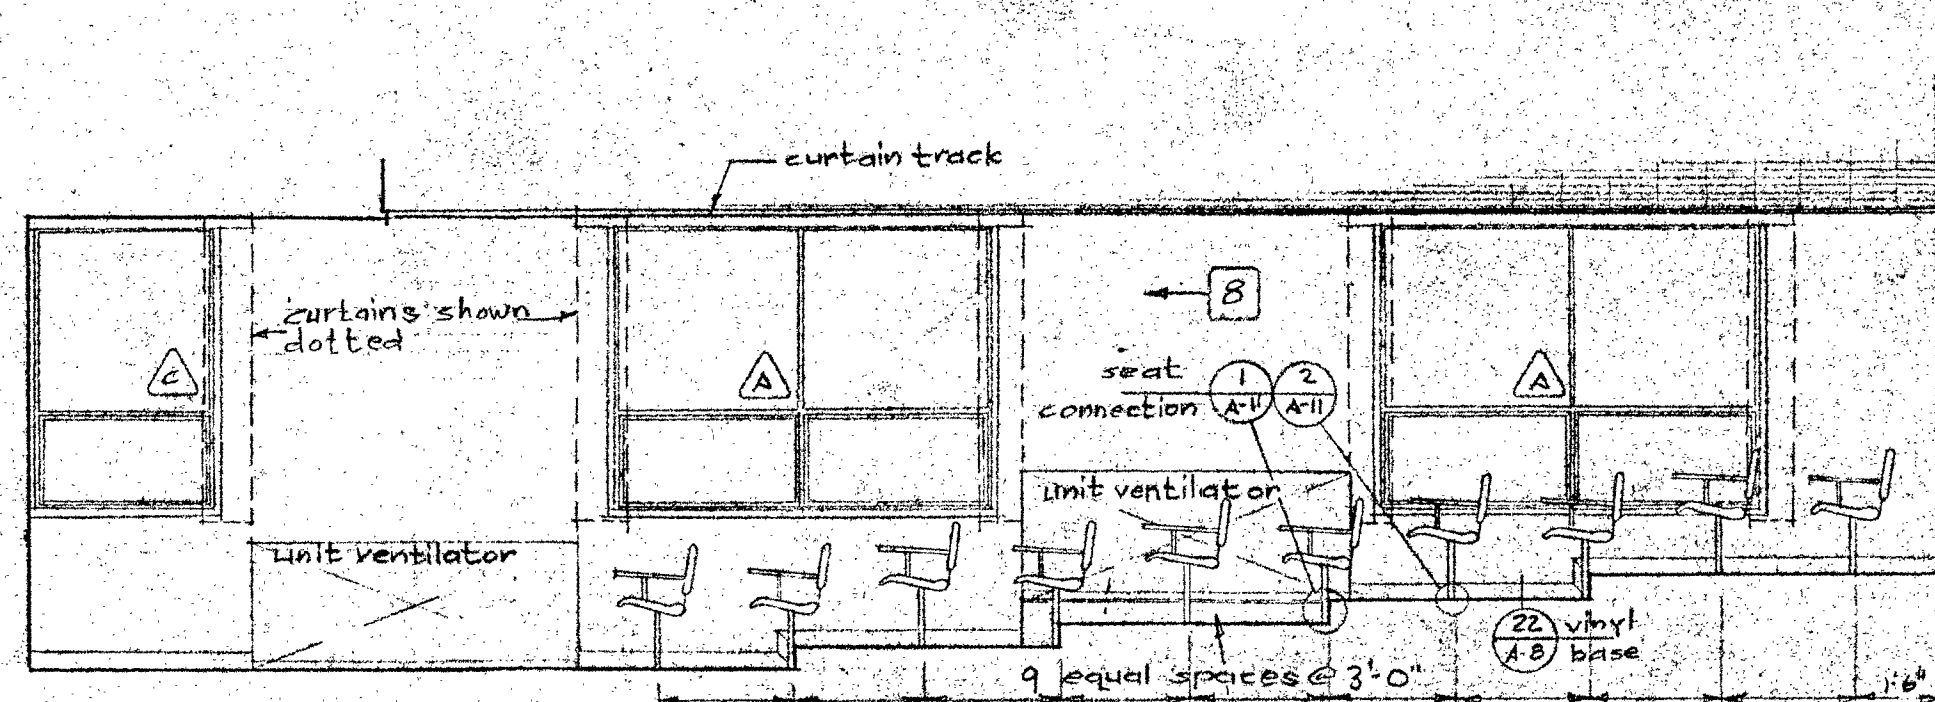 curtain track
curtains shown
dotted
C
A
8
seat
connection
1
A-11
2
A-11
A
unit ventilator
unit ventilator
22
A-8
vinyl
base
9 equal spaces @ 3'-0"
1'-6"